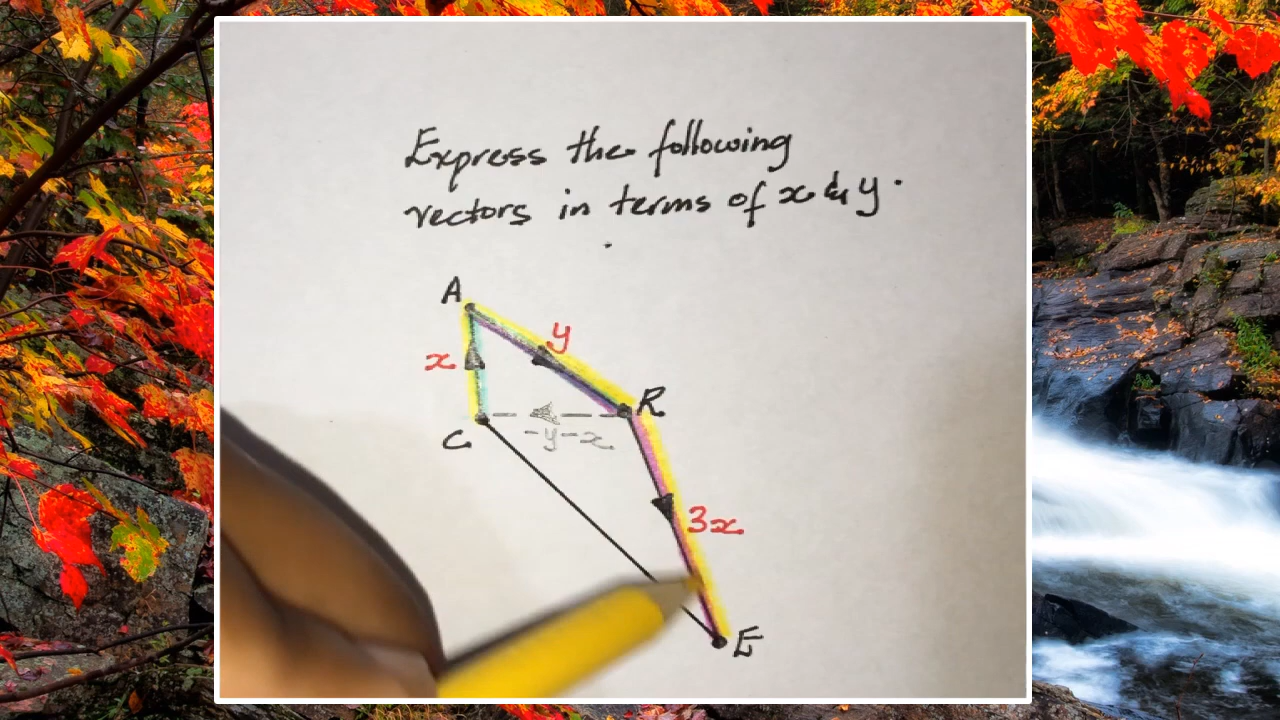 Express the following
vectors in terms of x & y.
A
y
x
R
C
-y-x
3x
E